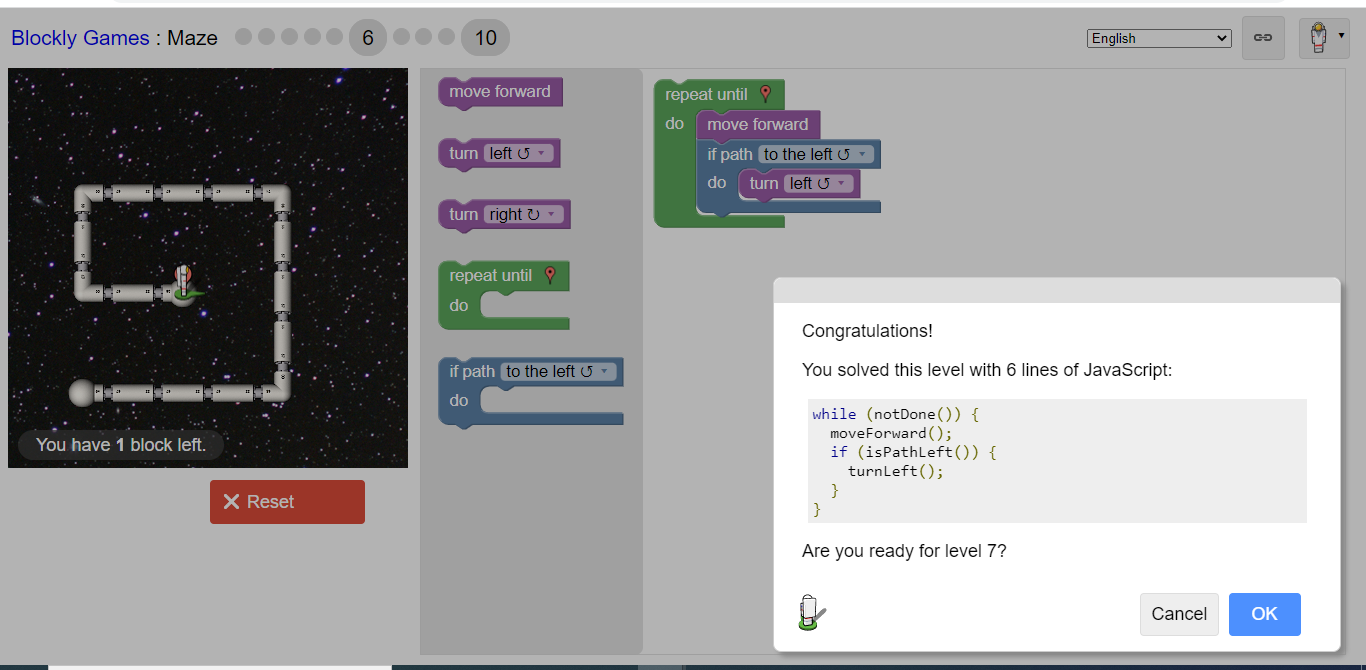 Blockly Games : Maze 6 10 English
move forward
turn left ↺
turn right ↻
repeat until
do
if path to the left ↺
do
repeat until
do move forward
if path to the left ↺
do turn left ↺
You have 1 block left.
Reset
Congratulations!
You solved this level with 6 lines of JavaScript:
while (notDone()) {
  moveForward();
  if (isPathLeft()) {
    turnLeft();
  }
}
Are you ready for level 7?
Cancel OK